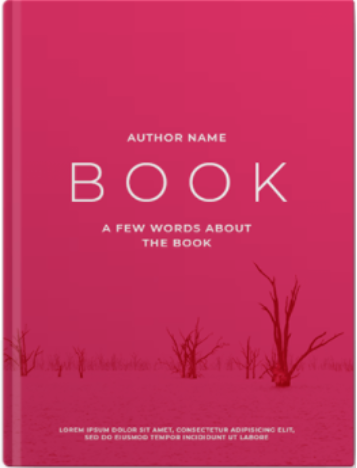 AUTHOR NAME
BOOK
A FEW WORDS ABOUT
THE BOOK
LOREM IPSUM DOLOR SIT AMET, CONSECTETUR ADIPISICING ELIT,
SED DO EIUSMOD TEMPOR INCIDIDUNT UT LABORE